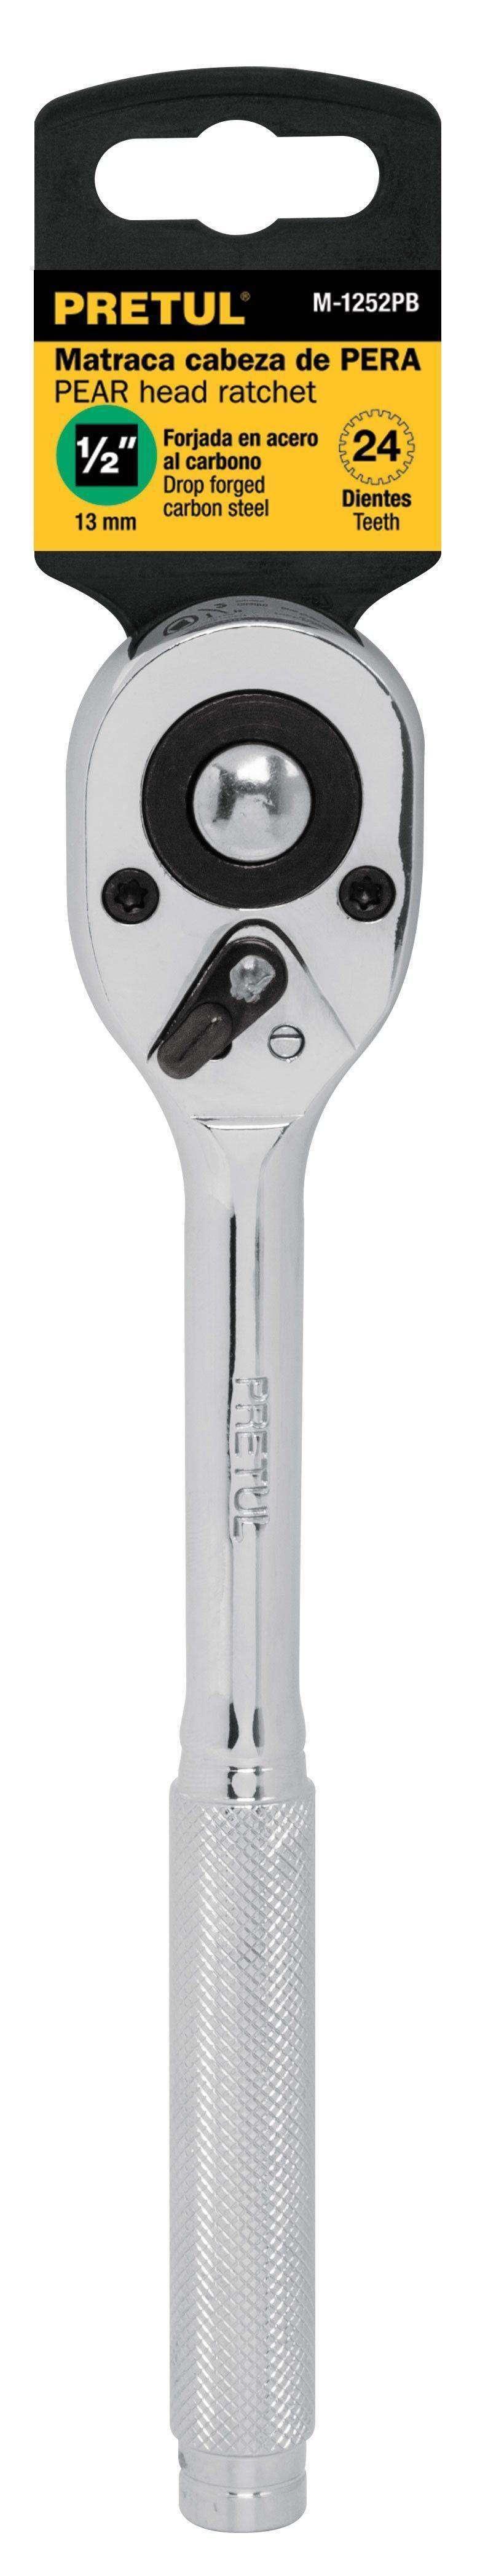 PRETUL® M-1252PB
Matraca cabeza de PERA
PEAR head ratchet
1/2"
13 mm
Forjada en acero
al carbono
Drop forged
carbon steel
24
Dientes
Teeth
PRETUL